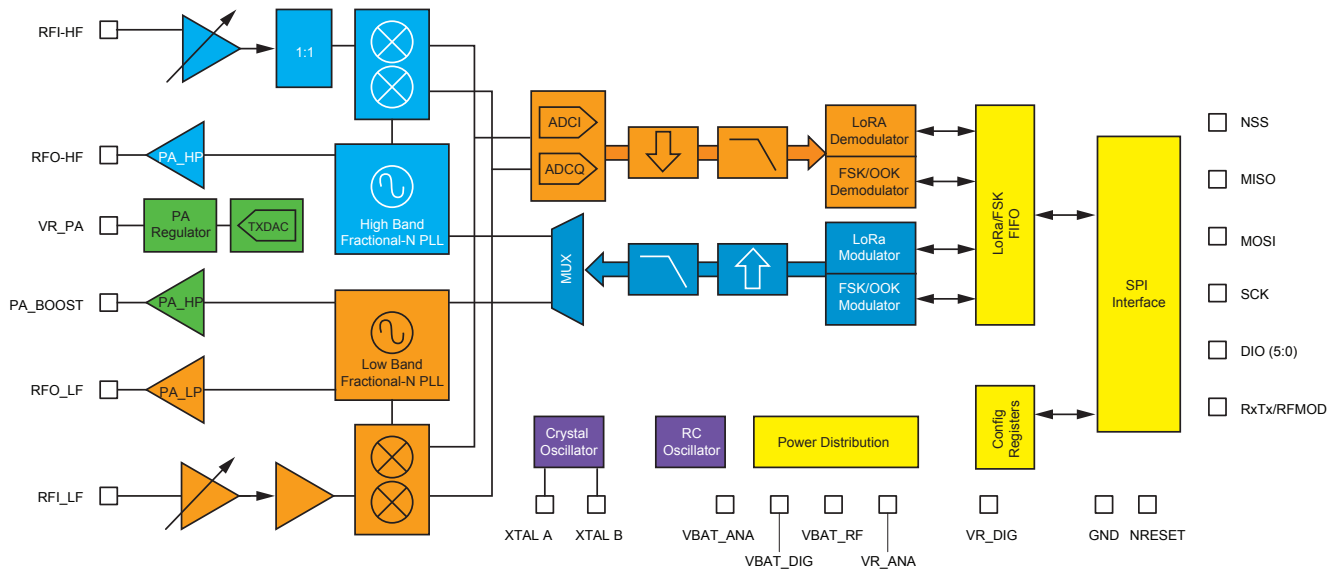 RFI-HF
1:1
RFO-HF
PA_HP
VR_PA
PA
Regulator
TXDAC
High Band
Fractional-N PLL
PA_BOOST
PA_HP
RFO_LF
PA_LP
Low Band
Fractional-N PLL
RFI_LF
ADCI
ADCQ
MUX
LoRA
Demodulator
FSK/OOK
Demodulator
LoRa
Modulator
FSK/OOK
Modulator
LoRa/FSK
FIFO
SPI
Interface
Config
Registers
Crystal
Oscillator
RC
Oscillator
Power Distribution
NSS
MISO
MOSI
SCK
DIO (5:0)
RxTx/RFMOD
XTAL A
XTAL B
VBAT_ANA
VBAT_DIG
VBAT_RF
VR_ANA
VR_DIG
GND
NRESET